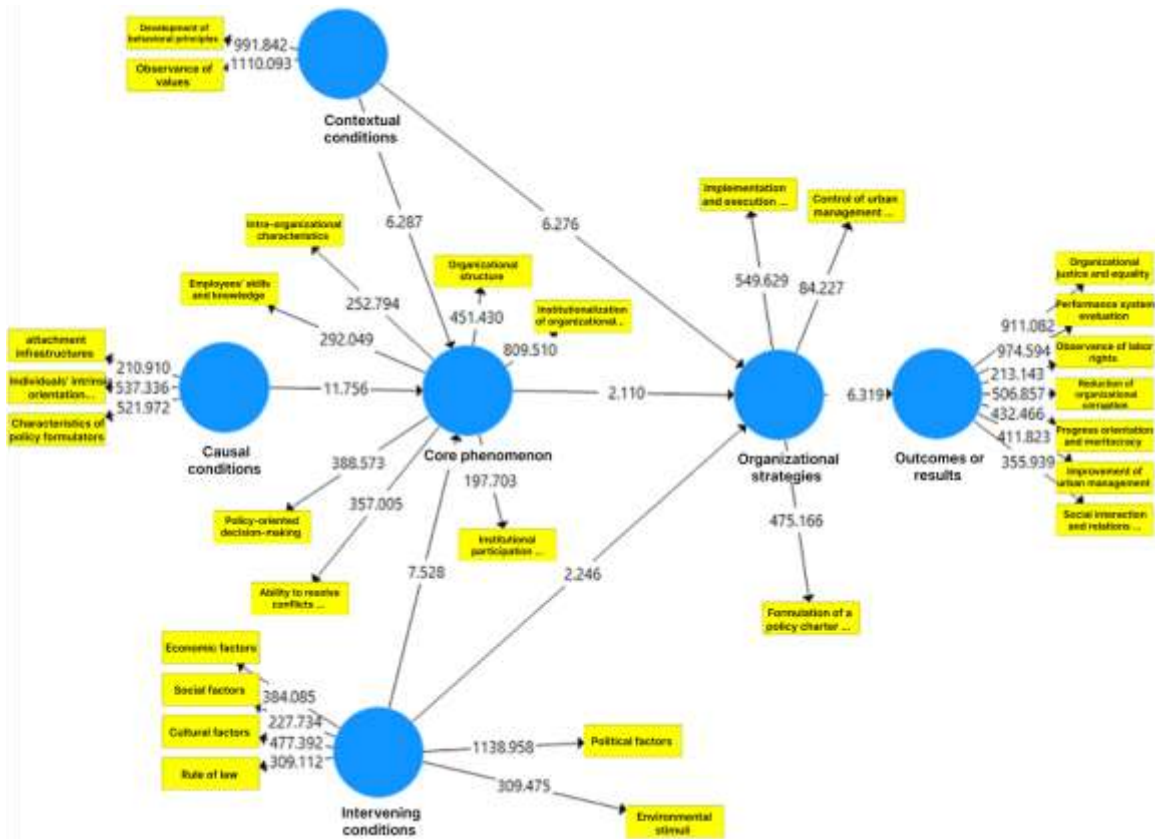 Development of
behavioral principles
991.842
Observance of
values
1110.093
Contextual
conditions
6.287
6.276
Intra-organizational
characteristics
252.794
Employees' skills
and knowledge
292.049
Organizational
structure
451.430
Institutionalization
of organizational...
809.510
Implementation
and execution ...
549.629
Control of urban
management ...
84.227
attachment
infrastructures
210.910
Individuals' intrinsic
orientation...
537.336
Characteristics of
policy formulators
521.972
Causal
conditions
11.756
Core phenomenon
2.110
Organizational
strategies
6.319
Outcomes or
results
Organizational
justice and equality
911.082
Performance system
evaluation
974.594
Observance of labor
rights
213.143
Reduction of
organizational
corruption
506.857
Progress orientation
and meritocracy
432.466
Improvement of
urban management
411.823
Social interaction
and relations ...
355.939
388.573
Policy-oriented
decision-making
357.005
Ability to resolve
conflicts ...
197.703
Institutional
participation ...
475.166
Formulation of a
policy charter ...
7.528
2.246
Economic factors
384.085
Social factors
227.734
Cultural factors
477.392
Rule of law
309.112
1138.958
Political factors
309.475
Environmental
stimuli
Intervening
conditions